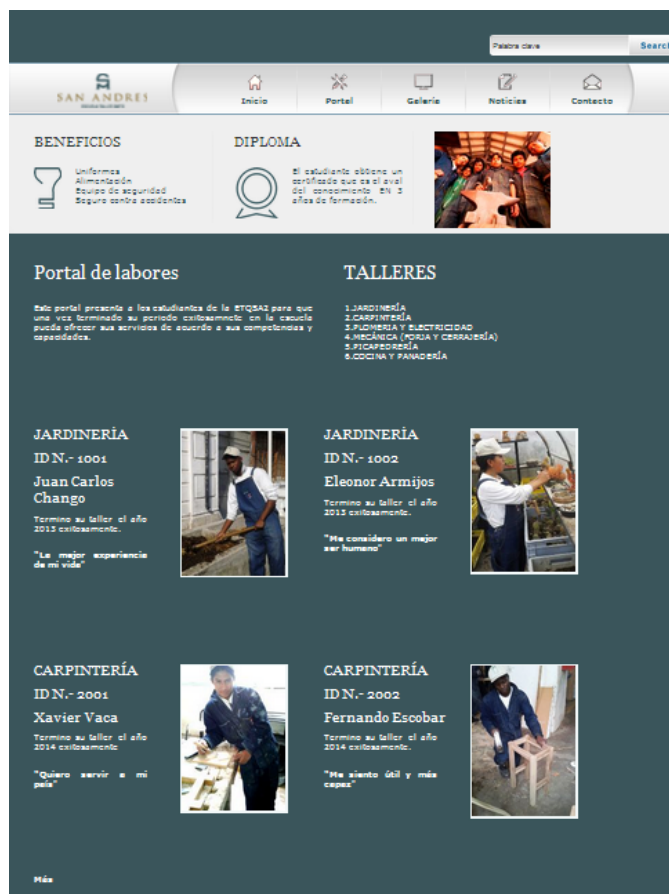 Palabra clave
Search
SAN ANDRES
Inicio
Portal
Galeria
Noticias
Contacto
BENEFICIOS
Uniformes
Alimentación
Equipo de seguridad
Seguro contra accidentes
DIPLOMA
El estudiante obtiene un
certificado que es el aval
del conocimiento EN 3
años de formación.
Portal de labores
Este portal presenta a los estudiantes de la ETQSA2 para que
una vez terminado su periodo exitosamnete en la escuela
pueda ofrecer sus servicios de acuerdo a sus competencias y
capacidades.
TALLERES
1.JARDINERÍA
2.CARPINTERÍA
3.PLOMERIA Y ELECTRICIDAD
4.MECÁNICA (FORJA Y CERRAJERÍA)
5.PICAPEDRERÍA
6.COCINA Y PANADERÍA
JARDINERÌA
ID N.- 1001
Juan Carlos
Chango
Termino su taller el año
2013 exitosamente.
"La mejor experiencia
de mi vida"
JARDINERÌA
ID N.- 1002
Eleonor Armijos
Termino su taller el año
2013 exitosamente.
"Me considero un mejor
ser humano"
CARPINTERÍA
ID N.- 2001
Xavier Vaca
Termino su taller el año
2014 exitosamente
"Quiero servir a mi
país"
CARPINTERÍA
ID N.- 2002
Fernando Escobar
Termino su taller el año
2014 exitosamente.
"Me siento útil y más
capaz"
Más